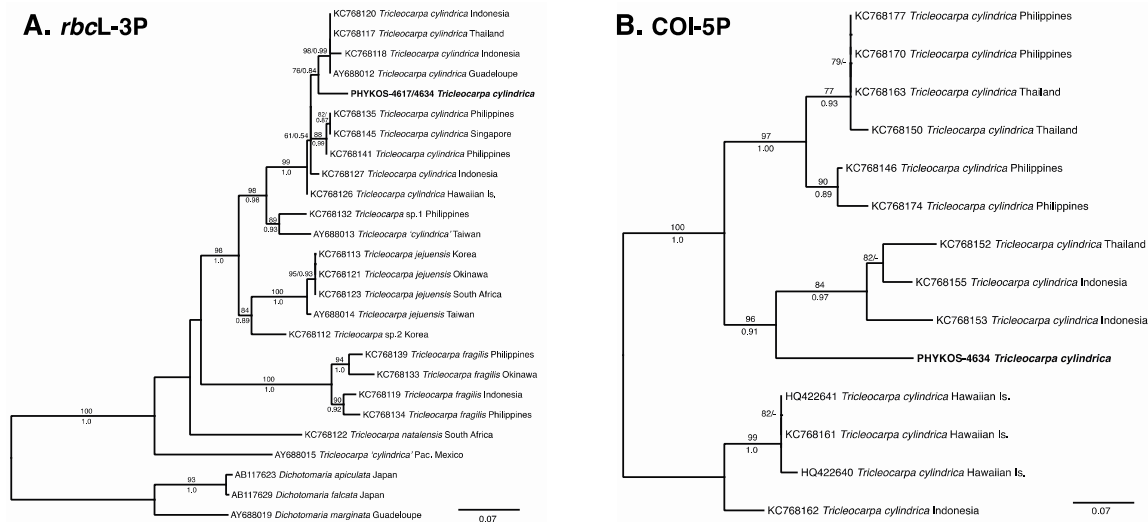 A. rbcL-3P
KC768120 Tricleocarpa cylindrica Indonesia
KC768117 Tricleocarpa cylindrica Thailand
98/0.99
KC768118 Tricleocarpa cylindrica Indonesia
76/0.84
AY688012 Tricleocarpa cylindrica Guadeloupe
PHYKOS-4617/4634 Tricleocarpa cylindrica
82/
0.87
KC768135 Tricleocarpa cylindrica Philippines
61/0.54
88
0.99
KC768145 Tricleocarpa cylindrica Singapore
KC768141 Tricleocarpa cylindrica Philippines
99
1.0
KC768127 Tricleocarpa cylindrica Indonesia
98
0.98
KC768126 Tricleocarpa cylindrica Hawaiian Is.
KC768132 Tricleocarpa sp.1 Philippines
89
0.93
AY688013 Tricleocarpa 'cylindrica' Taiwan
98
KC768113 Tricleocarpa jejuensis Korea
95/0.93
KC768121 Tricleocarpa jejuensis Okinawa
100
1.0
KC768123 Tricleocarpa jejuensis South Africa
84
0.89
AY688014 Tricleocarpa jejuensis Taiwan
KC768112 Tricleocarpa sp.2 Korea
KC768139 Tricleocarpa fragilis Philippines
94
1.0
KC768133 Tricleocarpa fragilis Okinawa
100
1.0
KC768119 Tricleocarpa fragilis Indonesia
90
0.92
KC768134 Tricleocarpa fragilis Philippines
100
1.0
KC768122 Tricleocarpa natalensis South Africa
AY688015 Tricleocarpa 'cylindrica' Pac. Mexico
AB117623 Dichotomaria apiculata Japan
93
1.0
AB117629 Dichotomaria falcata Japan
AY688019 Dichotomaria marginata Guadeloupe
0.07
B. COI-5P
KC768177 Tricleocarpa cylindrica Philippines
79/-
KC768170 Tricleocarpa cylindrica Philippines
77
0.93
KC768163 Tricleocarpa cylindrica Thailand
KC768150 Tricleocarpa cylindrica Thailand
97
1.00
KC768146 Tricleocarpa cylindrica Philippines
90
0.89
KC768174 Tricleocarpa cylindrica Philippines
100
1.0
KC768152 Tricleocarpa cylindrica Thailand
82/-
KC768155 Tricleocarpa cylindrica Indonesia
84
0.97
KC768153 Tricleocarpa cylindrica Indonesia
96
0.91
PHYKOS-4634 Tricleocarpa cylindrica
HQ422641 Tricleocarpa cylindrica Hawaiian Is.
82/-
KC768161 Tricleocarpa cylindrica Hawaiian Is.
99
1.0
HQ422640 Tricleocarpa cylindrica Hawaiian Is.
KC768162 Tricleocarpa cylindrica Indonesia
0.07